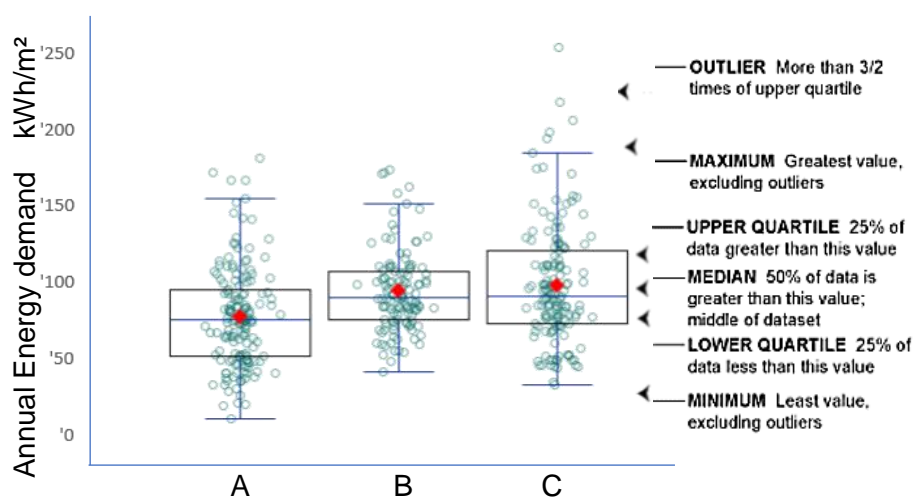 Annual Energy demand kWh/m²
'250
'200
'150
'100
'50
'0
A B C
OUTLIER More than 3/2
times of upper quartile
MAXIMUM Greatest value,
excluding outliers
UPPER QUARTILE 25% of
data greater than this value
MEDIAN 50% of data is
greater than this value;
middle of dataset
LOWER QUARTILE 25% of
data less than this value
MINIMUM Least value,
excluding outliers